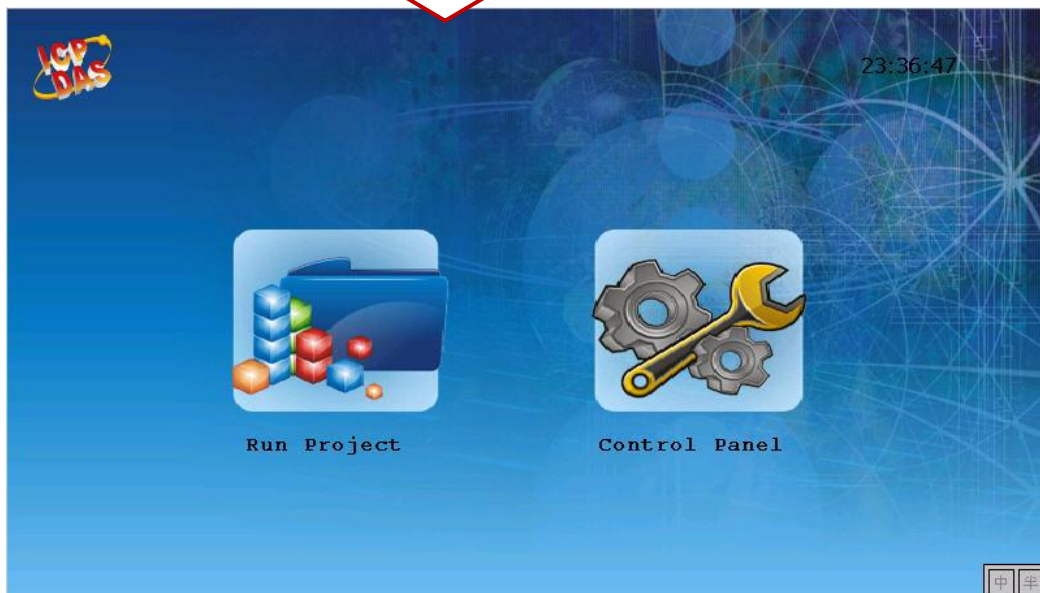 ICP
DAS
23:36:47
Run Project
Control Panel
中 半